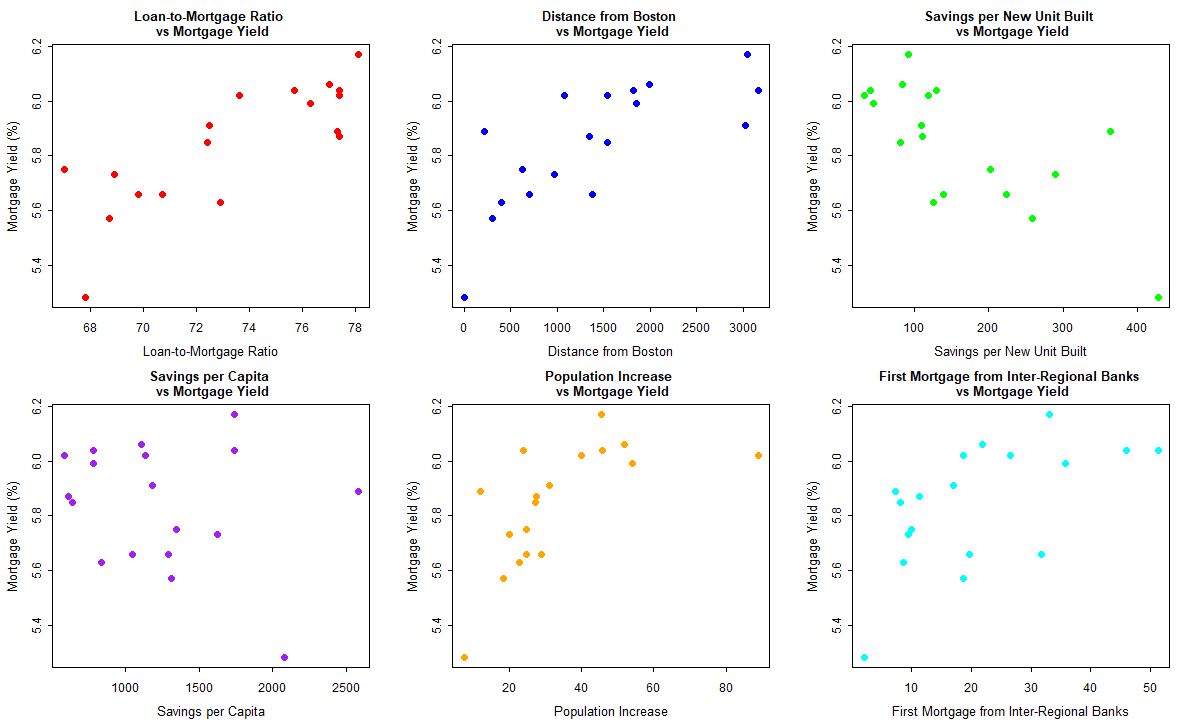 Loan-to-Mortgage Ratio
vs Mortgage Yield
Mortgage Yield (%)
5.4 5.6 5.8 6.0 6.2
68 70 72 74 76 78
Loan-to-Mortgage Ratio
Distance from Boston
vs Mortgage Yield
Mortgage Yield (%)
5.4 5.6 5.8 6.0 6.2
0 500 1000 1500 2000 2500 3000
Distance from Boston
Savings per New Unit Built
vs Mortgage Yield
Mortgage Yield (%)
5.4 5.6 5.8 6.0 6.2
100 200 300 400
Savings per New Unit Built
Savings per Capita
vs Mortgage Yield
Mortgage Yield (%)
5.4 5.6 5.8 6.0 6.2
1000 1500 2000 2500
Savings per Capita
Population Increase
vs Mortgage Yield
Mortgage Yield (%)
5.4 5.6 5.8 6.0 6.2
20 40 60 80
Population Increase
First Mortgage from Inter-Regional Banks
vs Mortgage Yield
Mortgage Yield (%)
5.4 5.6 5.8 6.0 6.2
10 20 30 40 50
First Mortgage from Inter-Regional Banks